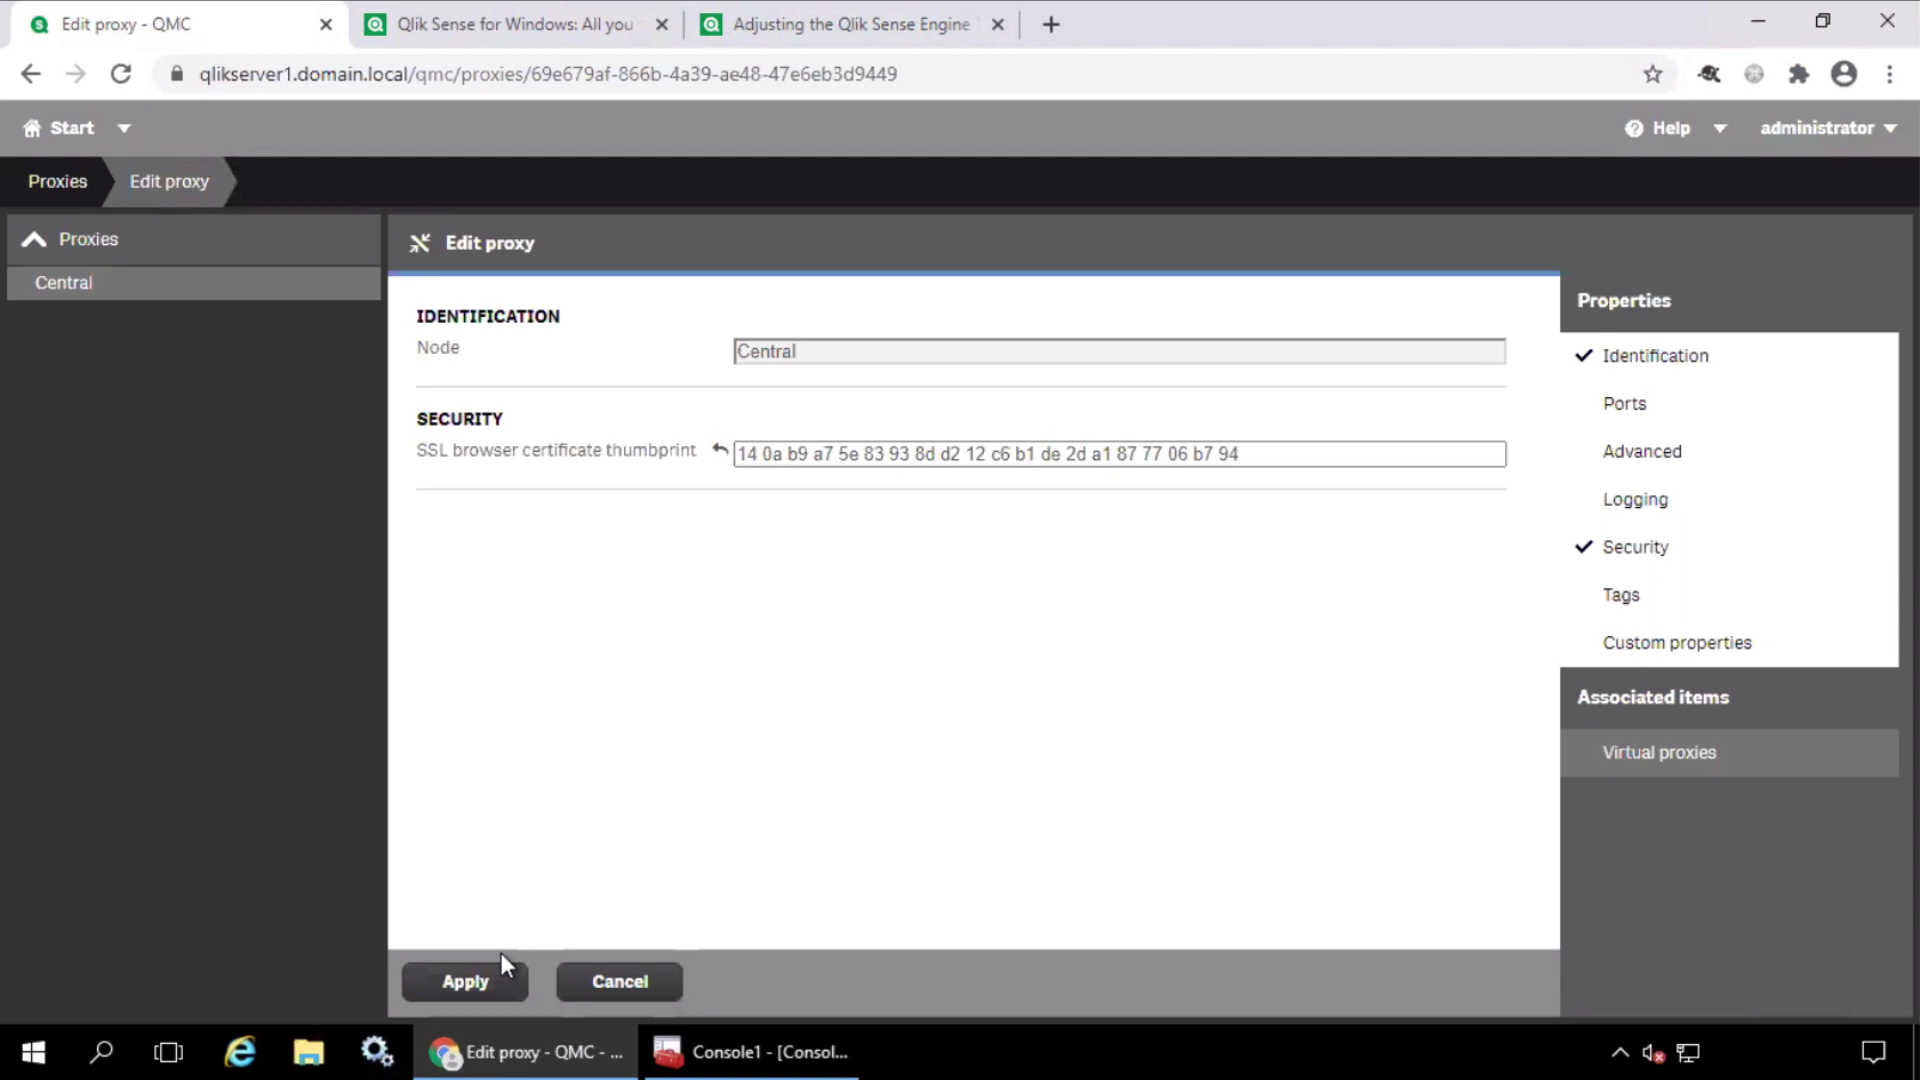 Edit proxy - QMC
Qlik Sense for Windows: All you
Adjusting the Qlik Sense Engine
qlikserver1.domain.local/qmc/proxies/69e679af-866b-4a39-ae48-47e6eb3d9449
Start
Help
administrator
Proxies
Edit proxy
Proxies
Central
Edit proxy
IDENTIFICATION
Node
Central
SECURITY
SSL browser certificate thumbprint
14 0a b9 a7 5e 83 93 8d d2 12 c6 b1 de 2d a1 87 77 06 b7 94
Properties
Identification
Ports
Advanced
Logging
Security
Tags
Custom properties
Associated items
Virtual proxies
Apply
Cancel
Edit proxy - QMC - ...
Console1 - [Consol...